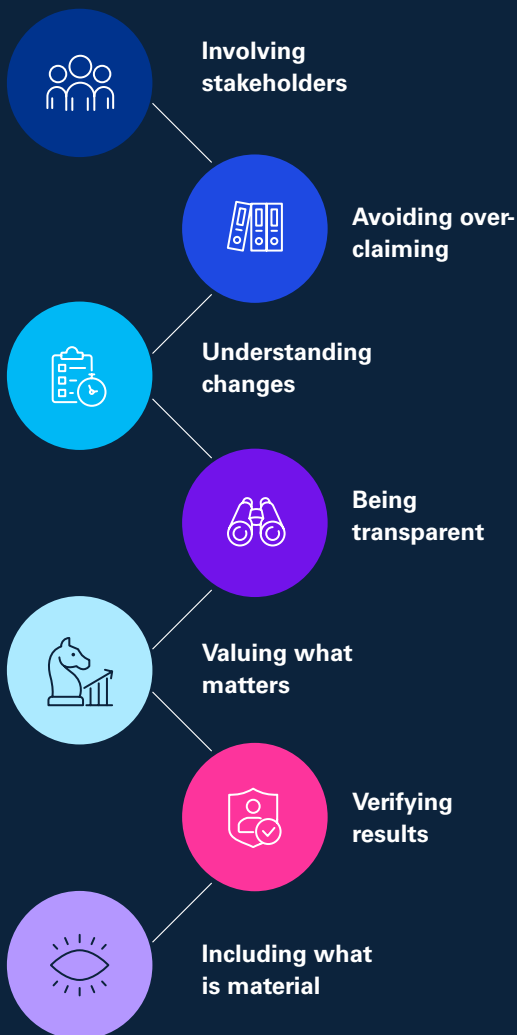 Involving
stakeholders
Avoiding over-
claiming
Understanding
changes
Being
transparent
Valuing what
matters
Verifying
results
Including what
is material